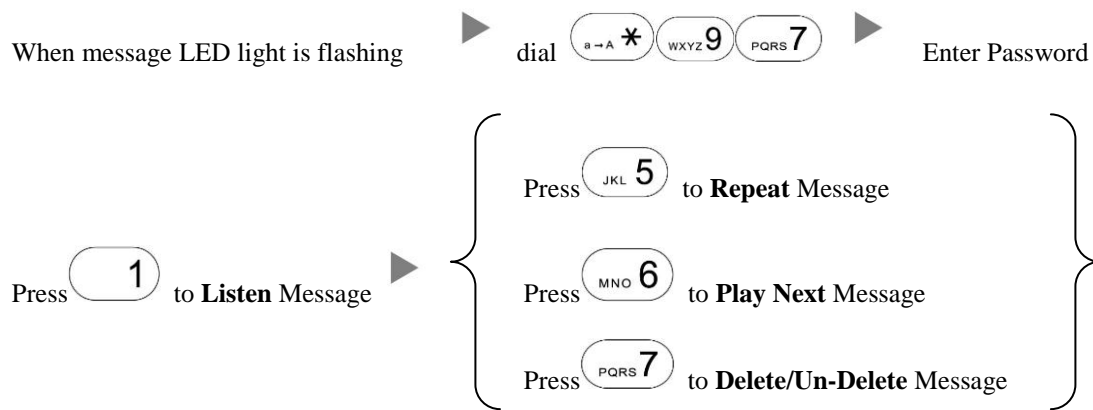 When message LED light is flashing dial a→A * WXYZ 9 PQRS 7 Enter Password
Press JKL 5 to Repeat Message
Press 1 to Listen Message
Press MNO 6 to Play Next Message
Press PQRS 7 to Delete/Un-Delete Message